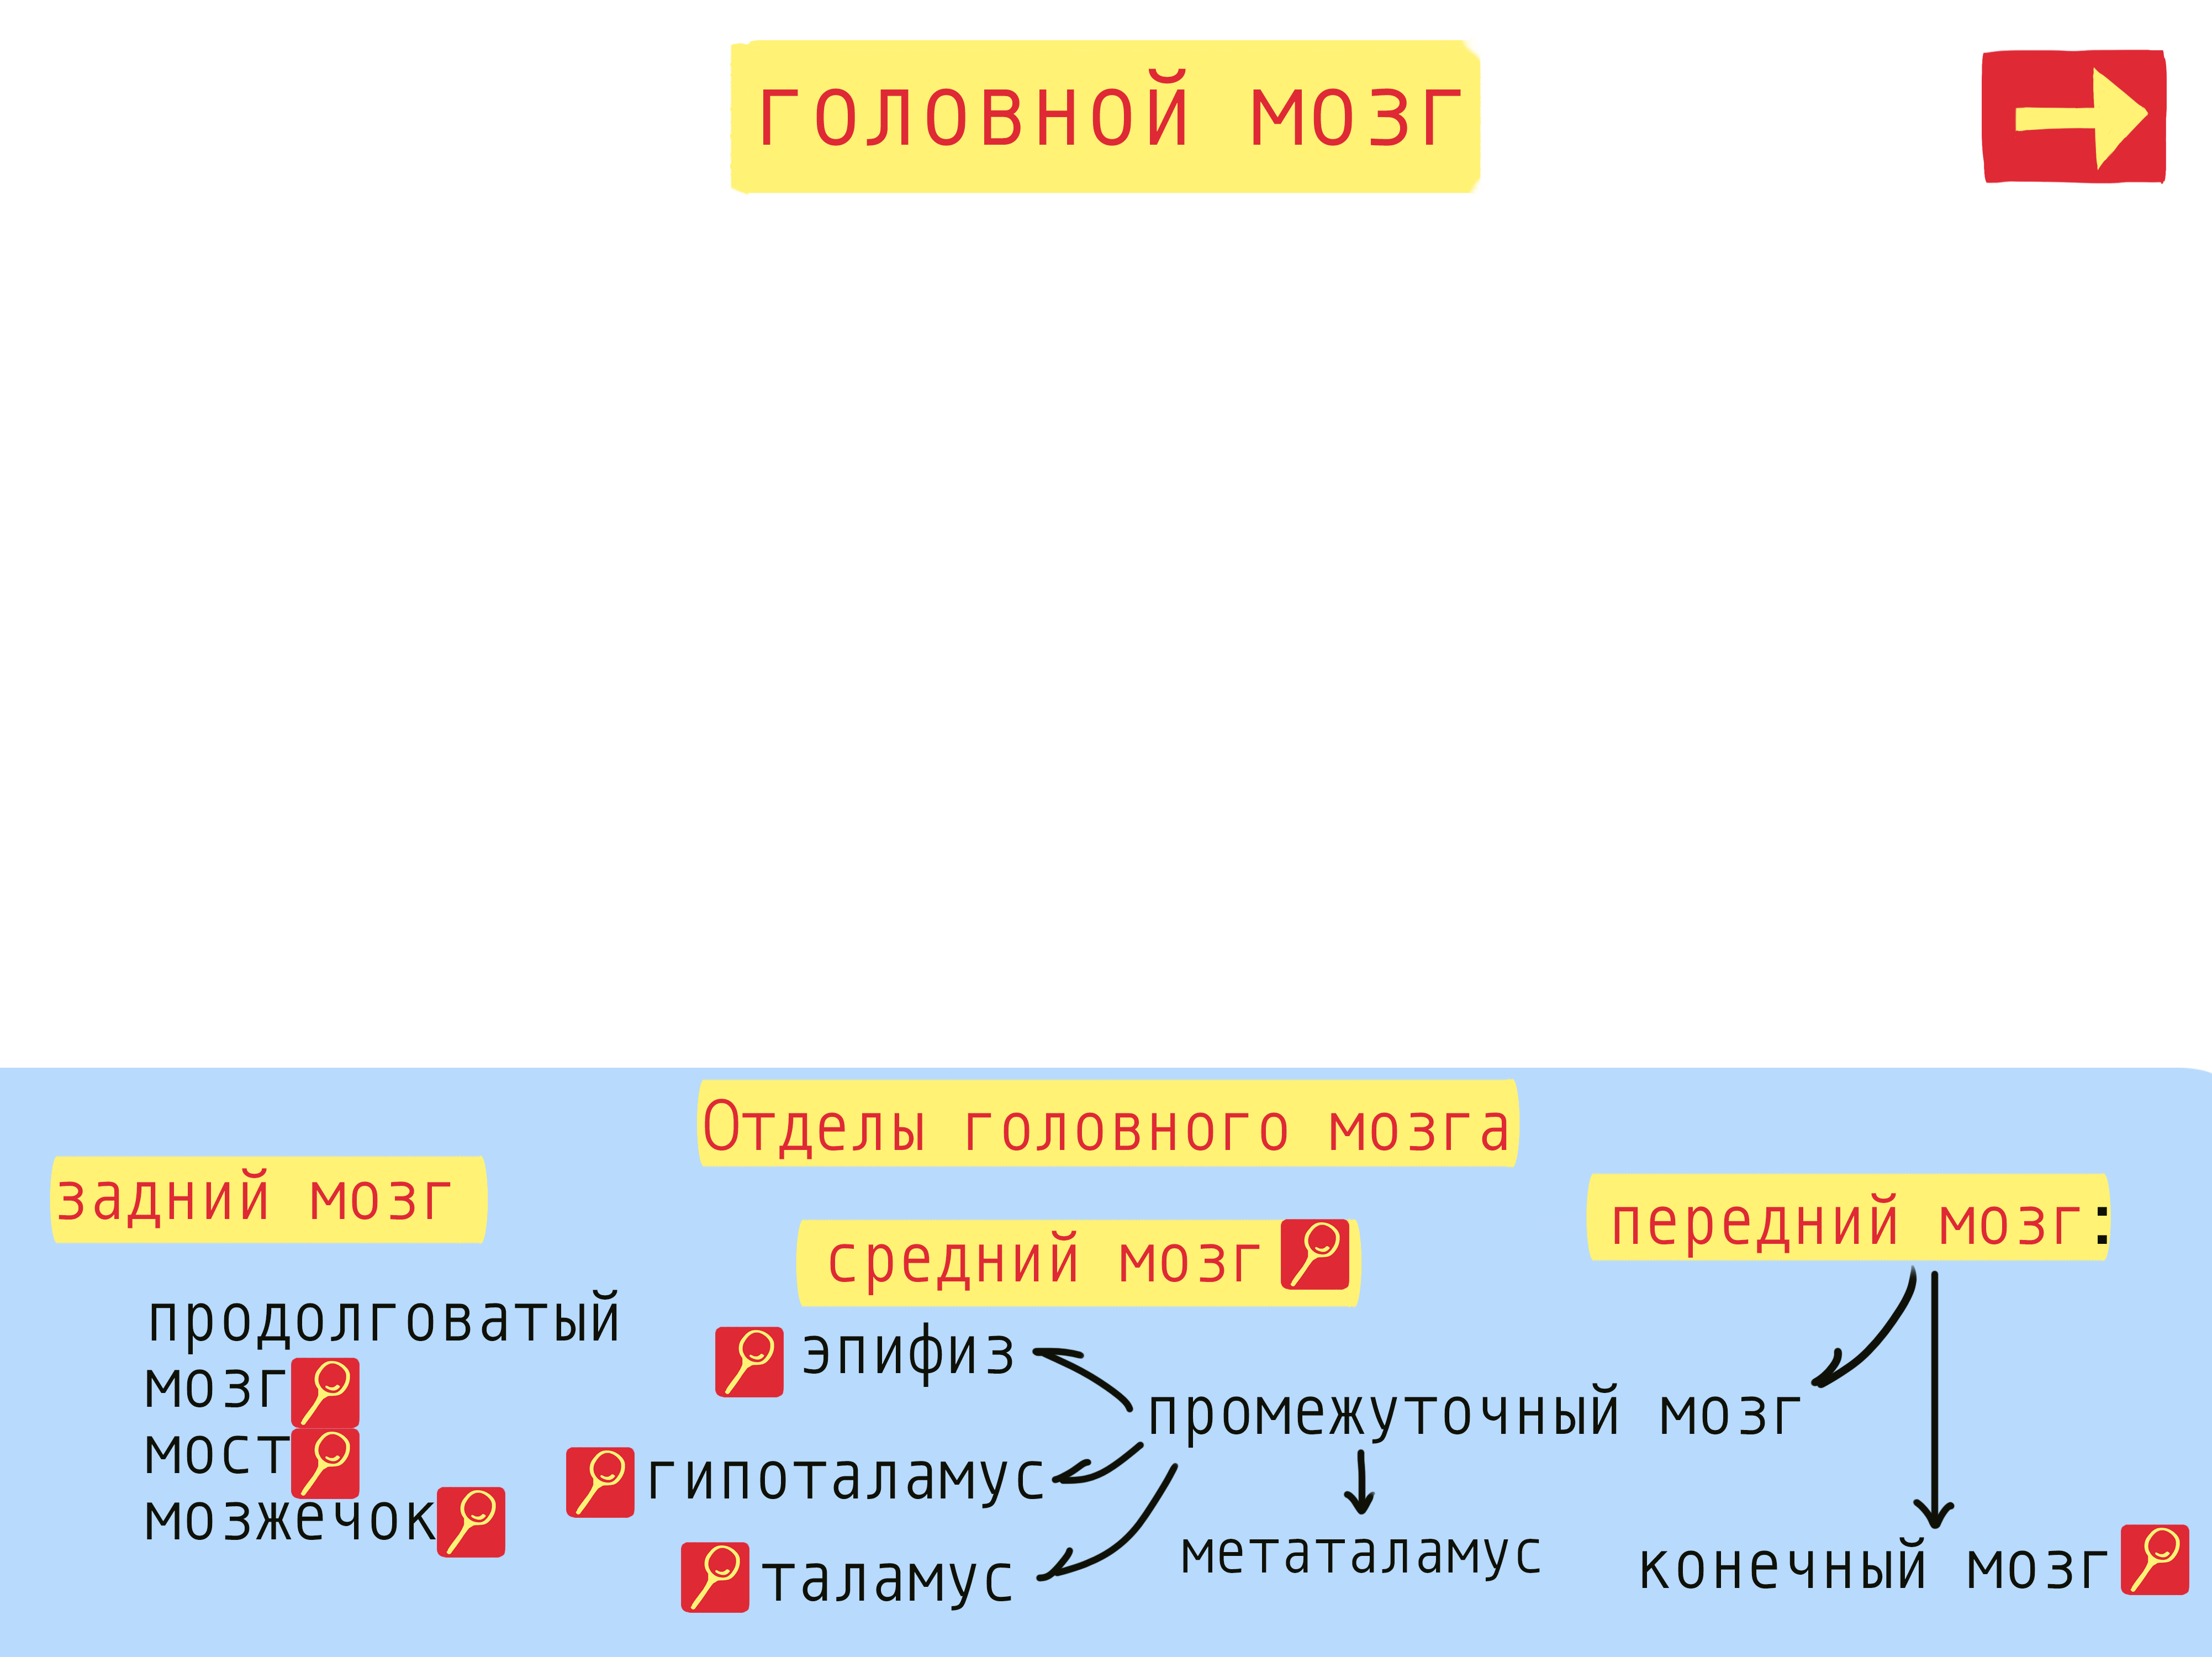 головной мозг
Отделы головного мозга
задний мозг
продолговатый
мозг
мост
мозжечок
средний мозг
передний мозг:
эпифиз
промежуточный мозг
гипоталамус
таламус
метаталамус
конечный мозг